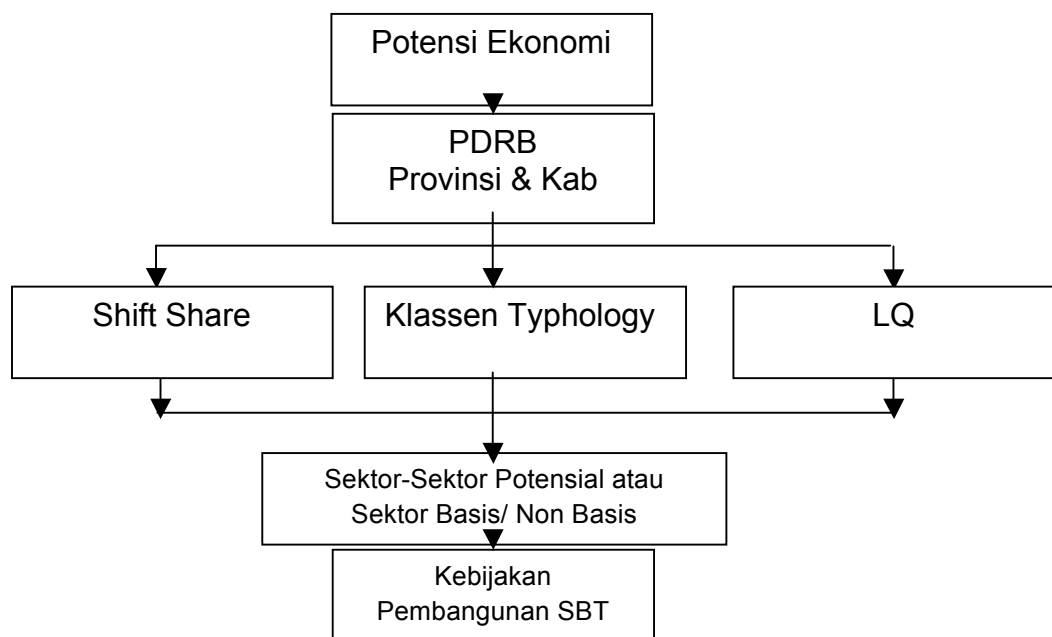 Potensi Ekonomi
PDRB
Provinsi & Kab
Shift Share
Klassen Typhology
LQ
Sektor-Sektor Potensial atau
Sektor Basis/ Non Basis
Kebijakan
Pembangunan SBT